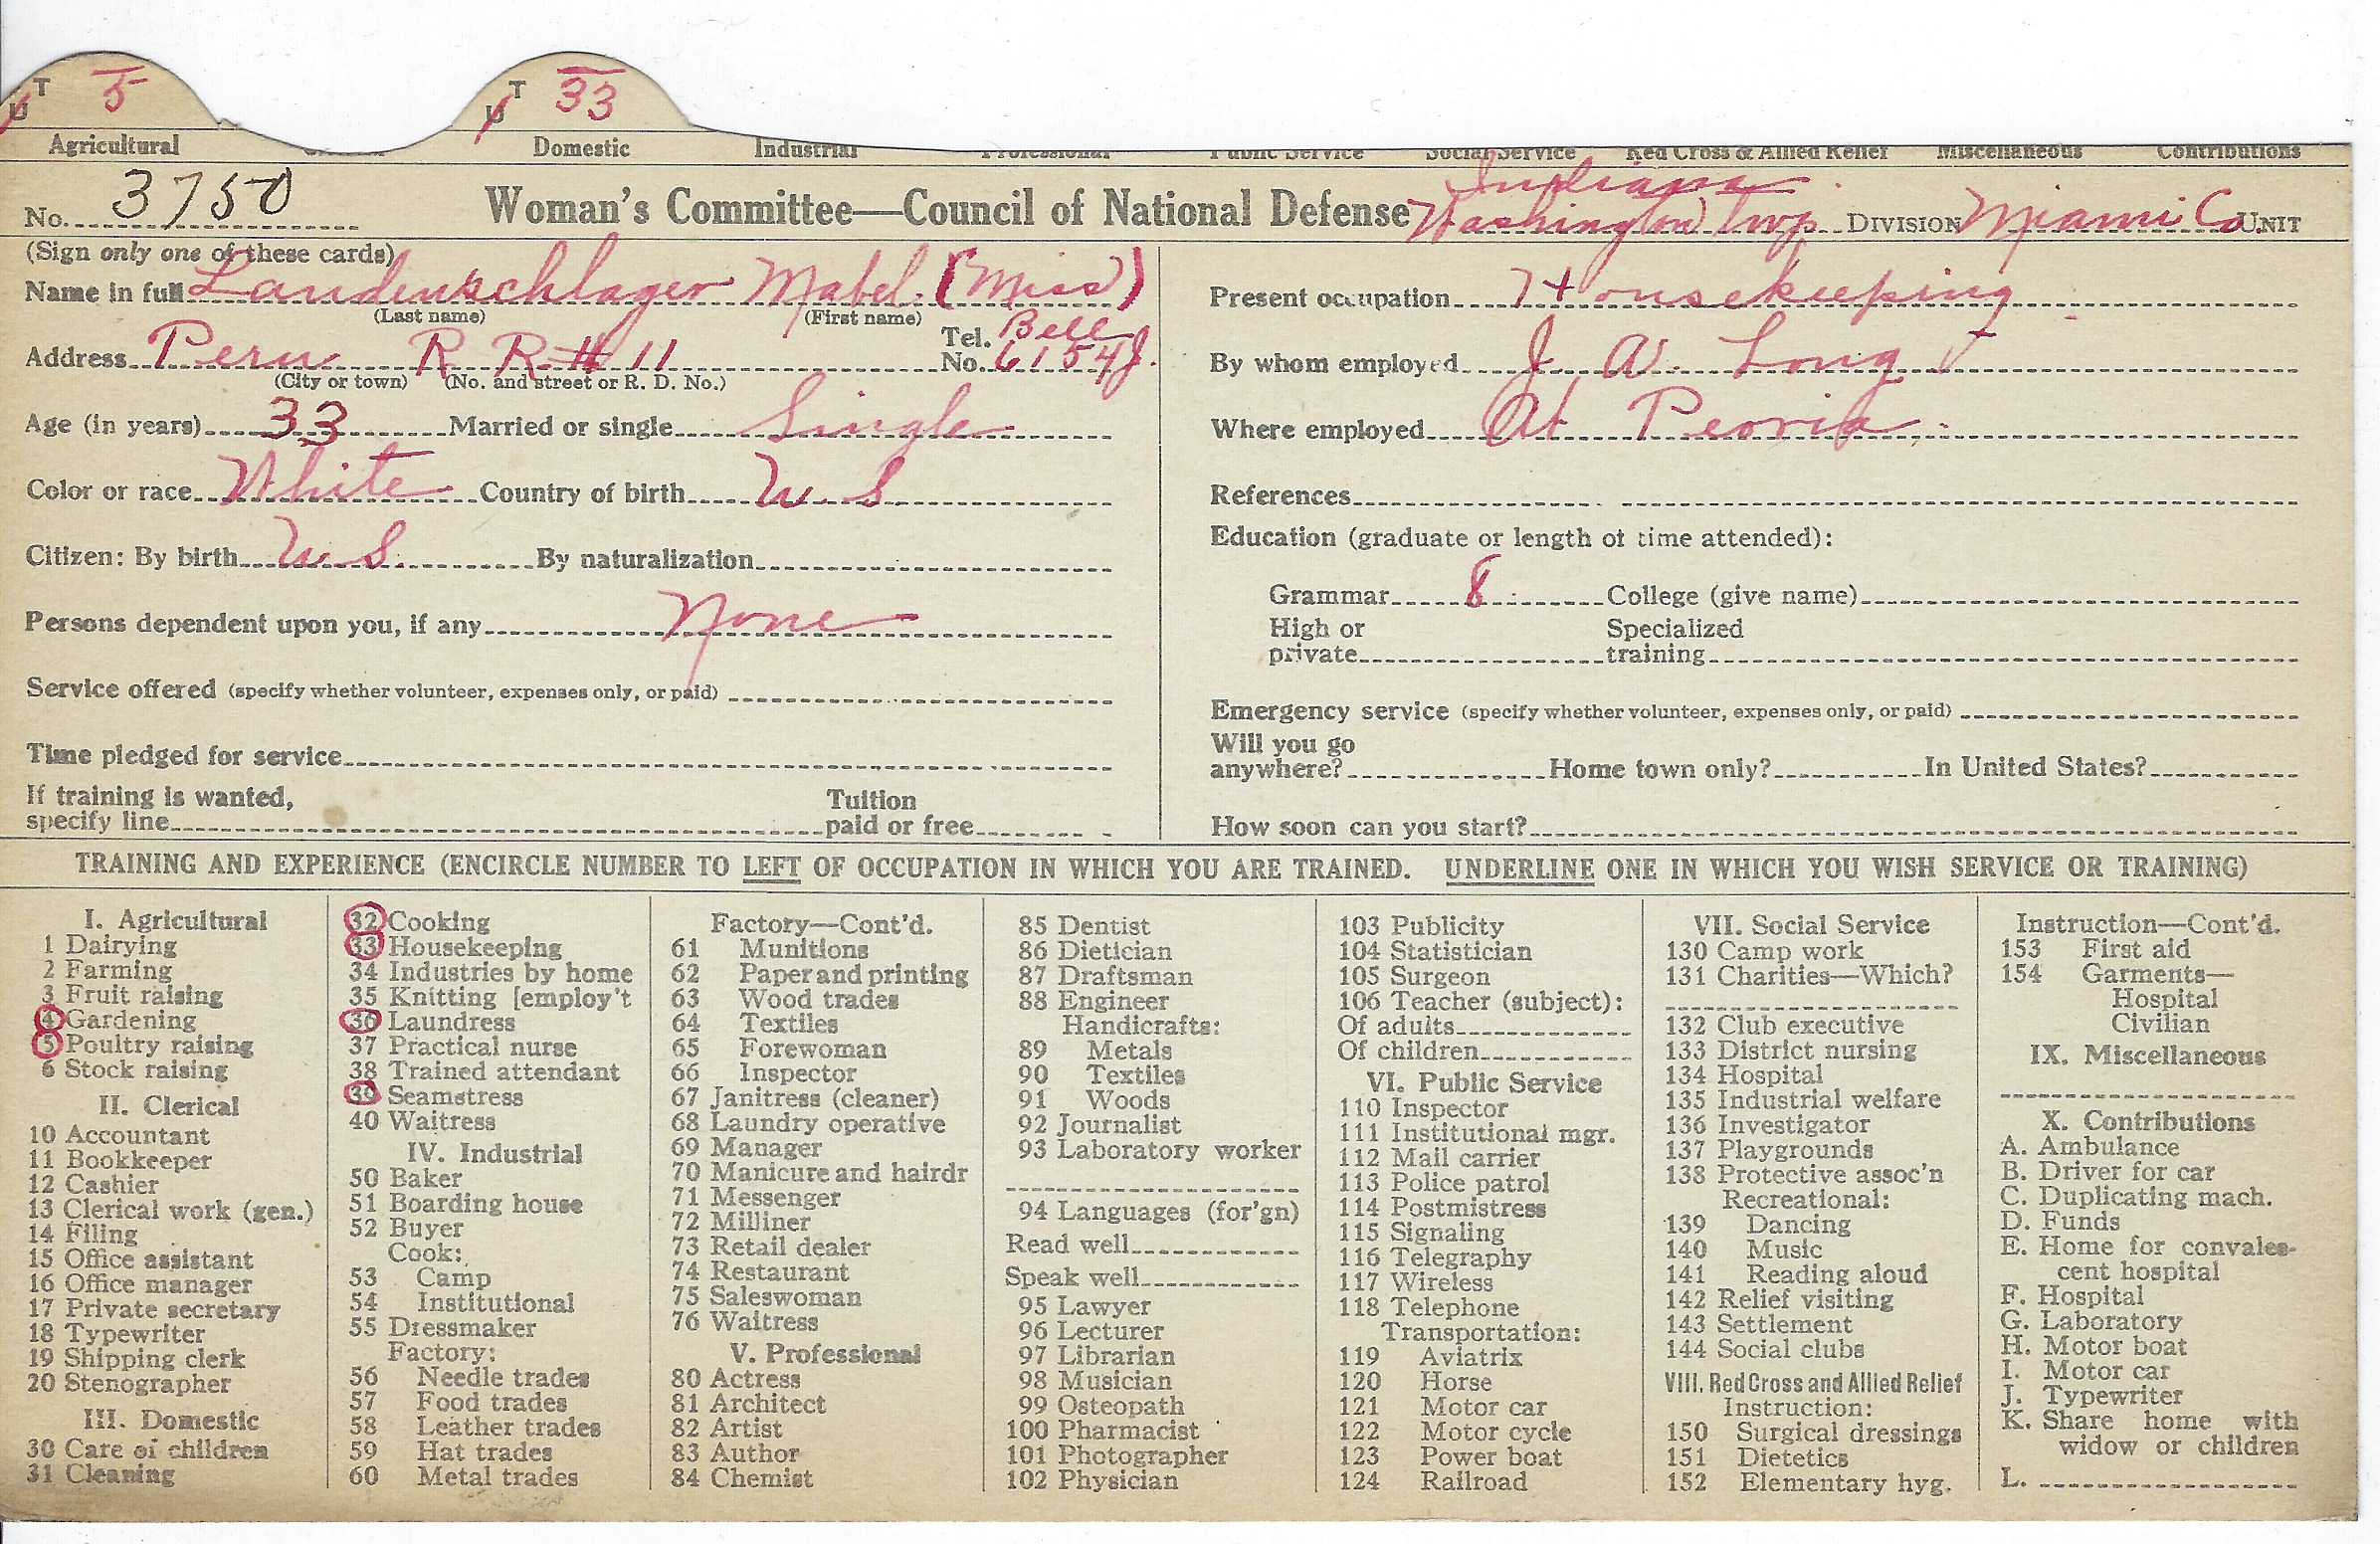 U T 5 U T 33
Agricultural Domestic Industrial Professional Public Service Social Service Red Cross & Allied Relief Miscellaneous Contributions
Indiana
No. 3750 Woman's Committee—Council of National Defense Washington twp. DIVISION Miami Co. UNIT
(Sign only one of these cards)
Name in full Laudenschlager Mabel. (Miss)
(Last name) (First name)
Address Peru R R # 11 Tel. No. Bell 6154J.
(City or town) (No. and street or R. D. No.)
Age (in years) 33 Married or single Single
Color or race White Country of birth U. S.
Citizen: By birth U S. By naturalization
Persons dependent upon you, if any None
Service offered (specify whether volunteer, expenses only, or paid)
Time pledged for service
If training is wanted,
specify line Tuition
paid or free
Present occupation Housekeeping
By whom employed J. A. Long
Where employed At Peoria.
References
Education (graduate or length of time attended):
Grammar 8 College (give name)
High or
private Specialized
training
Emergency service (specify whether volunteer, expenses only, or paid)
Will you go
anywhere? Home town only? In United States?
How soon can you start?
TRAINING AND EXPERIENCE (ENCIRCLE NUMBER TO LEFT OF OCCUPATION IN WHICH YOU ARE TRAINED. UNDERLINE ONE IN WHICH YOU WISH SERVICE OR TRAINING)
I. Agricultural
1 Dairying
2 Farming
3 Fruit raising
4 Gardening
5 Poultry raising
6 Stock raising
II. Clerical
10 Accountant
11 Bookkeeper
12 Cashier
13 Clerical work (gen.)
14 Filing
15 Office assistant
16 Office manager
17 Private secretary
18 Typewriter
19 Shipping clerk
20 Stenographer
III. Domestic
30 Care of children
31 Cleaning
32 Cooking
33 Housekeeping
34 Industries by home
35 Knitting [employ't
36 Laundress
37 Practical nurse
38 Trained attendant
39 Seamstress
40 Waitress
IV. Industrial
50 Baker
51 Boarding house
52 Buyer
Cook:
53 Camp
54 Institutional
55 Dressmaker
Factory:
56 Needle trades
57 Food trades
58 Leather trades
59 Hat trades
60 Metal trades
Factory—Cont'd.
61 Munitions
62 Paper and printing
63 Wood trades
64 Textiles
65 Forewoman
66 Inspector
67 Janitress (cleaner)
68 Laundry operative
69 Manager
70 Manicure and hairdr
71 Messenger
72 Milliner
73 Retail dealer
74 Restaurant
75 Saleswoman
76 Waitress
V. Professional
80 Actress
81 Architect
82 Artist
83 Author
84 Chemist
85 Dentist
86 Dietician
87 Draftsman
88 Engineer
Handicrafts:
89 Metals
90 Textiles
91 Woods
92 Journalist
93 Laboratory worker
94 Languages (for'gn)
Read well
Speak well
95 Lawyer
96 Lecturer
97 Librarian
98 Musician
99 Osteopath
100 Pharmacist
101 Photographer
102 Physician
103 Publicity
104 Statistician
105 Surgeon
106 Teacher (subject):
Of adults
Of children
VI. Public Service
110 Inspector
111 Institutional mgr.
112 Mail carrier
113 Police patrol
114 Postmistress
115 Signaling
116 Telegraphy
117 Wireless
118 Telephone
Transportation:
119 Aviatrix
120 Horse
121 Motor car
122 Motor cycle
123 Power boat
124 Railroad
VII. Social Service
130 Camp work
131 Charities—Which?
132 Club executive
133 District nursing
134 Hospital
135 Industrial welfare
136 Investigator
137 Playgrounds
138 Protective assoc'n
Recreational:
139 Dancing
140 Music
141 Reading aloud
142 Relief visiting
143 Settlement
144 Social clubs
VIII. Red Cross and Allied Relief
Instruction:
150 Surgical dressings
151 Dietetics
152 Elementary hyg.
Instruction—Cont'd.
153 First aid
154 Garments—
Hospital
Civilian
IX. Miscellaneous
X. Contributions
A. Ambulance
B. Driver for car
C. Duplicating mach.
D. Funds
E. Home for convales-
cent hospital
F. Hospital
G. Laboratory
H. Motor boat
I. Motor car
J. Typewriter
K. Share home with
widow or children
L.